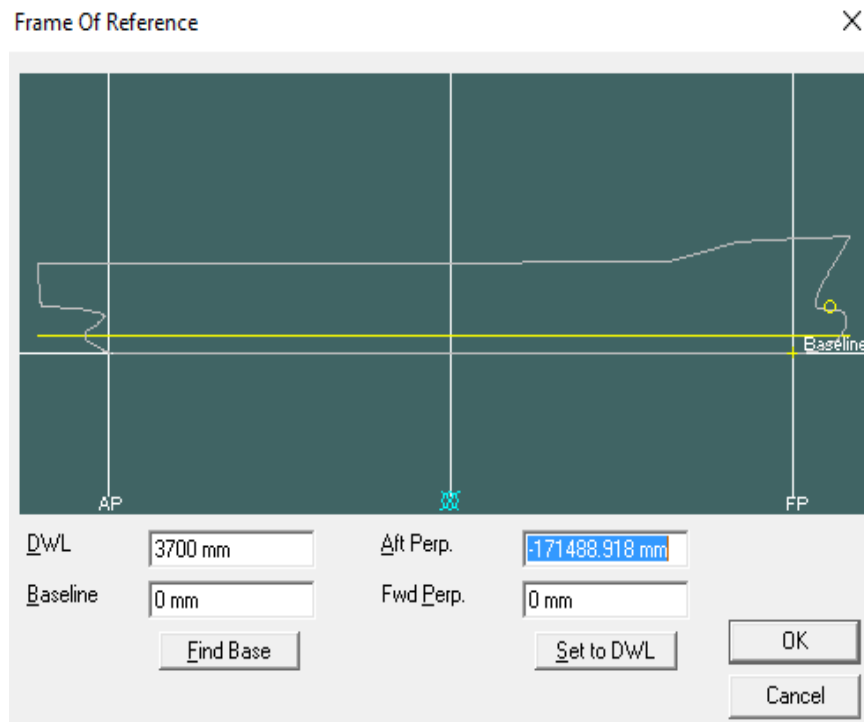 Frame Of Reference
Baseline
AP
FP
DWL
3700 mm
Aft Perp.
-171488.918 mm
Baseline
0 mm
Fwd Perp.
0 mm
Find Base
Set to DWL
OK
Cancel